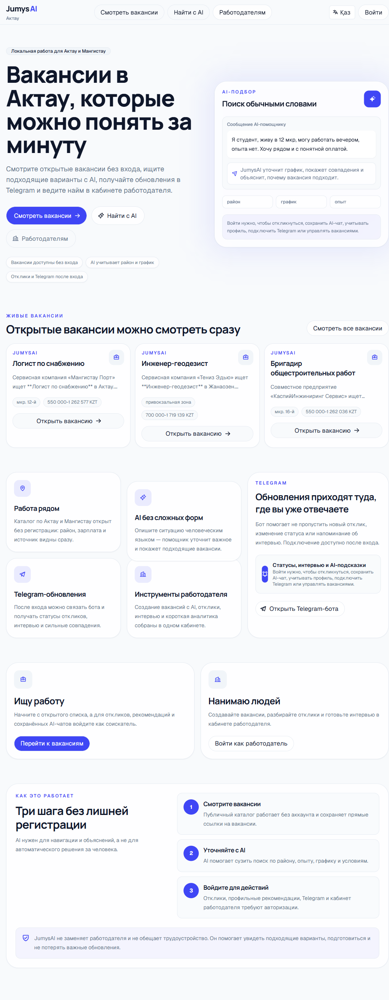 JumysAI
Актау
Смотреть вакансии
Найти с AI
Работодателям
Қаз
Войти
Локальная работа для Актау и Мангистау
Вакансии в
Актау, которые
можно понять за
минуту
Смотрите открытые вакансии без входа, ищите
подходящие варианты с AI, получайте обновления в
Telegram и ведите найм в кабинете работодателя.
Смотреть вакансии →
Найти с AI
Работодателям
Вакансии доступны без входа
AI учитывает район и график
Отклики и Telegram после входа
AI-ПОДБОР
Поиск обычными словами
Сообщение AI-помощнику
Я студент, живу в 12 мкр, могу работать вечером,
опыта нет. Хочу рядом и с понятной оплатой.
JumysAI уточнит график, покажет совпадения и
объяснит, почему вакансия подходит.
район
график
опыт
Войти нужно, чтобы откликнуться, сохранить AI-чат, учитывать
профиль, подключить Telegram или управлять вакансиями.
ЖИВЫЕ ВАКАНСИИ
Открытые вакансии можно смотреть сразу
Смотреть все вакансии
JUMYSAI
Логист по снабжению
Сервисная компания «Мангистау Порт»
ищет **Логист по снабжению** в Актау....
мкр. 12-й
550 000-1 262 577 KZT
Открыть вакансию →
JUMYSAI
Инженер-геодезист
Сервисная компания «Тениз Эдью» ищет
**Инженер-геодезист** в Жанаозен....
привокзальная зона
700 000-1 719 139 KZT
Открыть вакансию →
JUMYSAI
Бригадир
общестроительных работ
Совместное предприятие
«КаспийИнжиниринг Сервис» ищет...
мкр. 16-й
550 000-1 262 036 KZT
Открыть вакансию →
Работа рядом
Каталог по Актау и Мангистау открыт
без регистрации: район, зарплата и
источник видны сразу.
AI без сложных форм
Опишите ситуацию человеческим
языком — помощник уточнит важное
и покажет подходящие вакансии.
Telegram-обновления
После входа можно связать бота и
получать статусы откликов,
интервью и сильные совпадения.
Инструменты работодателя
Создание вакансий с AI, отклики,
интервью и короткая аналитика
собраны в одном кабинете.
TELEGRAM
Обновления приходят туда,
где вы уже отвечаете
Бот помогает не пропустить новый отклик,
изменение статуса или напоминание об
интервью. Подключение доступно после входа.
Статусы, интервью и AI-подсказки
Войти нужно, чтобы откликнуться, сохранить
AI-чат, учитывать профиль, подключить
Telegram или управлять вакансиями.
Открыть Telegram-бота
Ищу работу
Начните с открытого списка, а для откликов, рекомендаций и
сохранённых AI-чатов войдите как соискатель.
Перейти к вакансиям
Нанимаю людей
Создавайте вакансии, разбирайте отклики и готовьте интервью в
кабинете работодателя.
Войти как работодатель
КАК ЭТО РАБОТАЕТ
Три шага без лишней
регистрации
AI нужен для навигации и объяснений, а не для
автоматического решения за человека.
1
Смотрите вакансии
Публичный каталог работает без аккаунта и сохраняет прямые
ссылки на вакансии.
2
Уточняйте с AI
AI помогает сузить поиск по району, опыту, графику и условиям.
3
Войдите для действий
Отклики, профильные рекомендации, Telegram и кабинет
работодателя требуют авторизации.
JumysAI не заменяет работодателя и не обещает трудоустройство. Он помогает увидеть подходящие варианты, подготовиться и
не потерять важные обновления.